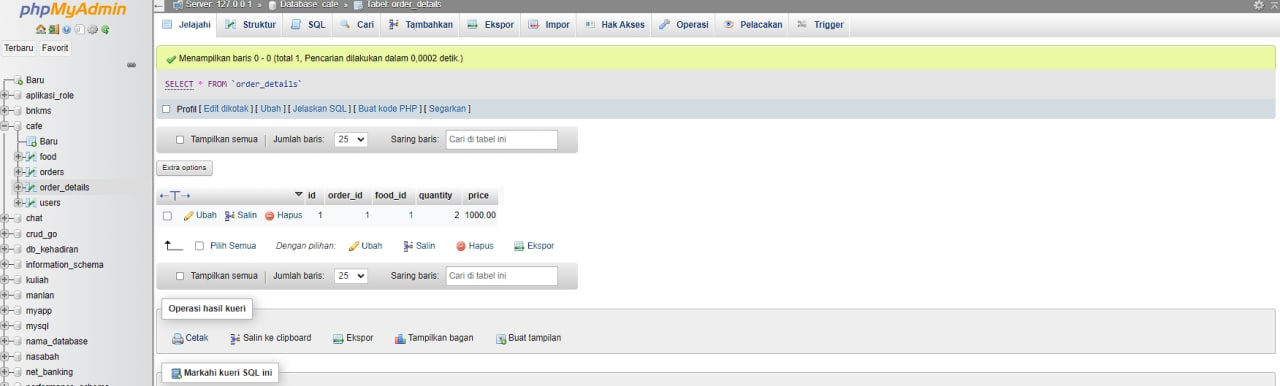 phpMyAdmin
Terbaru Favorit
Baru
aplikasi_role
bnkms
cafe
Baru
food
orders
order_details
users
chat
crud_go
db_kehadiran
information_schema
kuliah
manlan
myapp
mysql
nama_database
nasabah
net_banking
performance_schema
Server: 127.0.0.1 » Database: cafe » Tabel: order_details
Jelajahi Struktur SQL Cari Tambahkan Ekspor Impor Hak Akses Operasi Pelacakan Trigger
Menampilkan baris 0 - 0 (total 1, Pencarian dilakukan dalam 0,0002 detik.)
SELECT * FROM `order_details`
Profil [ Edit dikotak ] [ Ubah ] [ Jelaskan SQL ] [ Buat kode PHP ] [ Segarkan ]
Tampilkan semua | Jumlah baris: 25 Saring baris: Cari di tabel ini
Extra options
←T→ id order_id food_id quantity price
Ubah Salin Hapus 1 1 1 2 1000.00
Pilih Semua Dengan pilihan: Ubah Salin Hapus Ekspor
Tampilkan semua | Jumlah baris: 25 Saring baris: Cari di tabel ini
Operasi hasil kueri
Cetak Salin ke clipboard Ekspor Tampilkan bagan Buat tampilan
Markahi kueri SQL ini